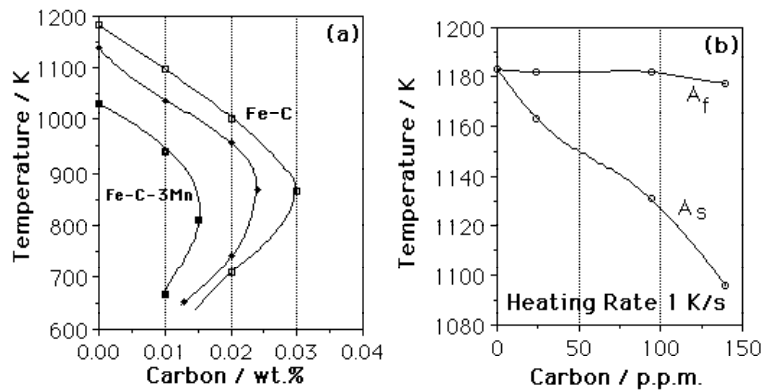 (a)
1200
1100
1000
900
800
700
600
Temperature / K
Fe-C
Fe-C-3Mn
0.00 0.01 0.02 0.03 0.04
Carbon / wt.%
(b)
1200
1180
1160
1140
1120
1100
1080
Temperature / K
Af
As
Heating Rate 1 K/s
0 50 100 150
Carbon / p.p.m.